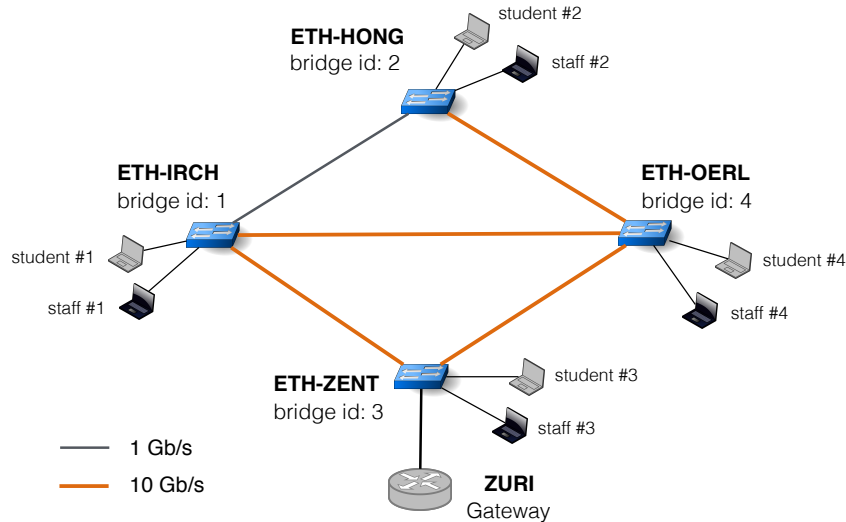 student #2
ETH-HONG
bridge id: 2
staff #2
ETH-IRCH
bridge id: 1
ETH-OERL
bridge id: 4
student #1
staff #1
student #4
staff #4
ETH-ZENT
bridge id: 3
student #3
staff #3
1 Gb/s
10 Gb/s
ZURI
Gateway